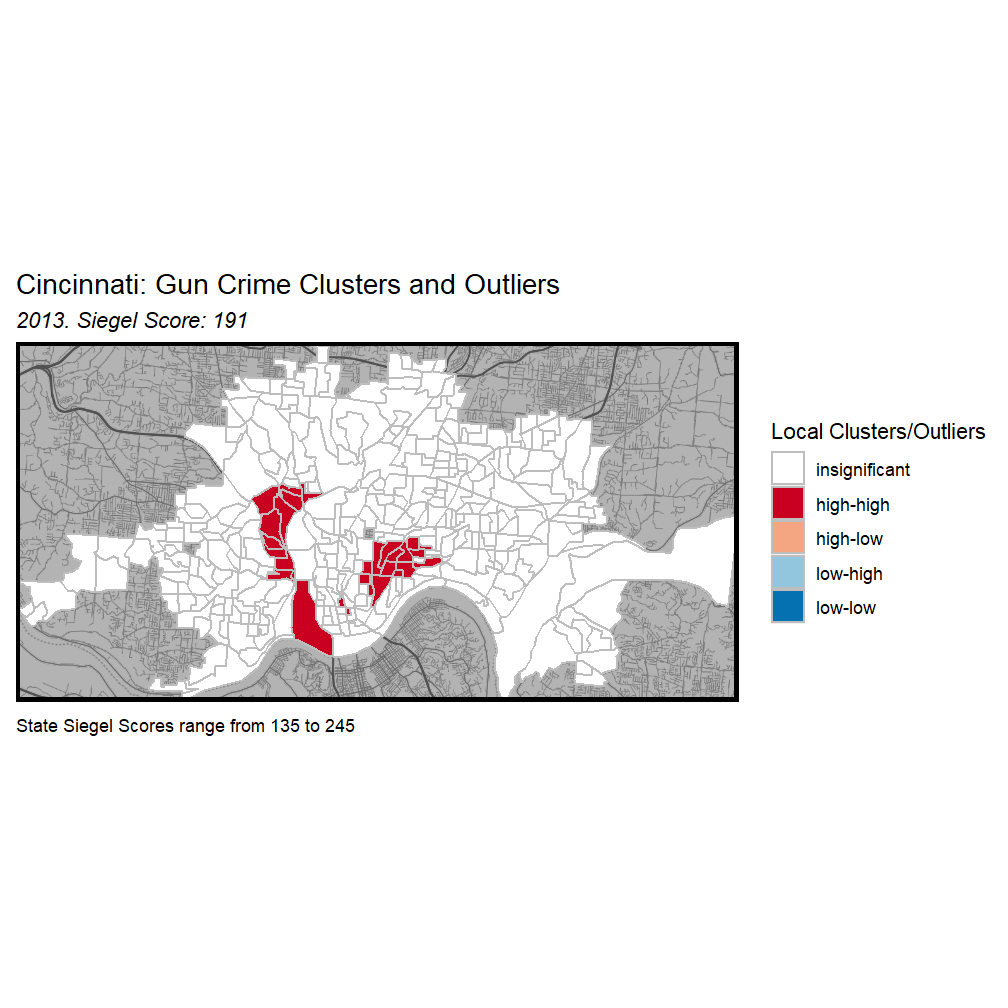 Cincinnati: Gun Crime Clusters and Outliers
2013. Siegel Score: 191
Local Clusters/Outliers
insignificant
high-high
high-low
low-high
low-low
State Siegel Scores range from 135 to 245